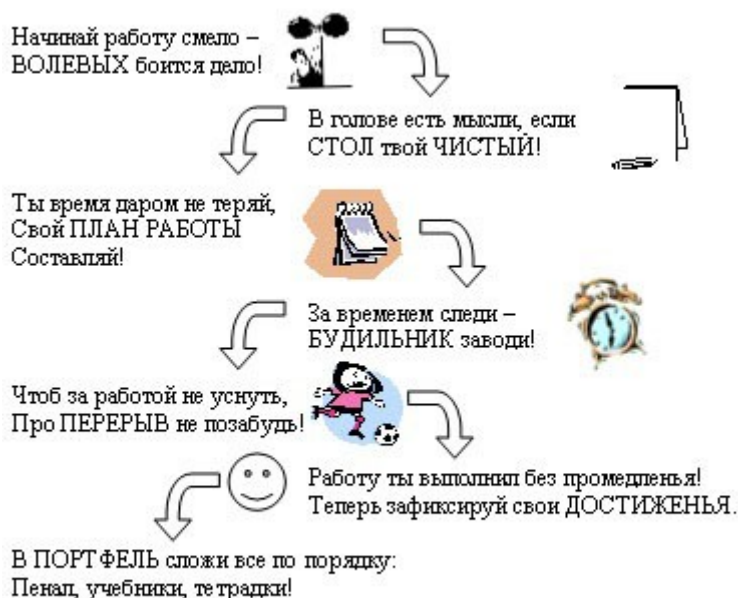 Начинай работу смело –
ВОЛЕВЫХ боится дело!
В голове есть мысли, если
СТОЛ твой ЧИСТЫЙ!
Ты время даром не теряй,
Свой ПЛАН РАБОТЫ
Составляй!
За временем следи –
БУДИЛЬНИК заводи!
Чтоб за работой не уснуть,
Про ПЕРЕРЫВ не позабудь!
Работу ты выполнил без промедленья!
Теперь зафиксируй свои ДОСТИЖЕНЬЯ.
В ПОРТФЕЛЬ сложи все по порядку:
Пенал, учебники, тетрадки!